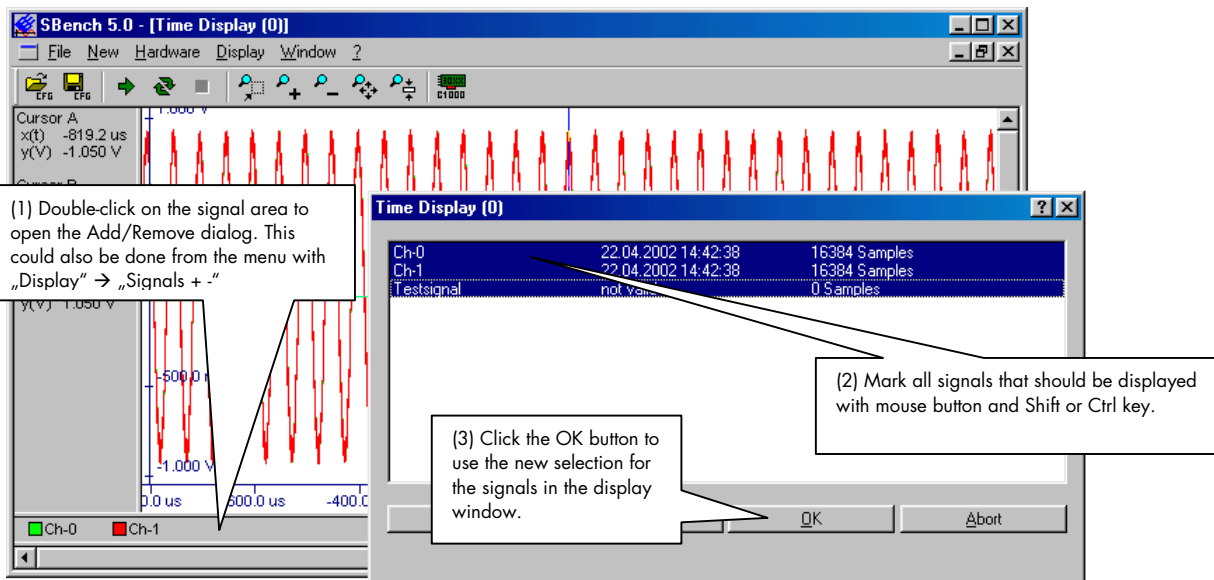 SBench 5.0 - [Time Display (0)]
File New Hardware Display Window ?
CFG CFG C1000
Cursor A
x(t) -819.2 us
y(V) -1.050 V
1.000 V
(1) Double-click on the signal area to
open the Add/Remove dialog. This
could also be done from the menu with
„Display“ → „Signals + -“
y(V) 1.050 V
-1.000 V
0.0 us 600.0 us -400.0
Ch-0 Ch-1
Time Display (0)
Ch-0 22.04.2002 14:42:38 16384 Samples
Ch-1 22.04.2002 14:42:38 16384 Samples
Testsignal not valid 0 Samples
(2) Mark all signals that should be displayed
with mouse button and Shift or Ctrl key.
(3) Click the OK button to
use the new selection for
the signals in the display
window.
OK Abort